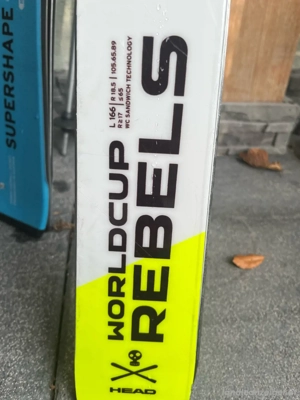 SUPERSHAPE
L 166 | R 18.5 | 105.65.89
R ≥ 17 | ≤ 65
WC SANDWICH TECHNOLOGY
WORLDCUP
REBELS
HEAD